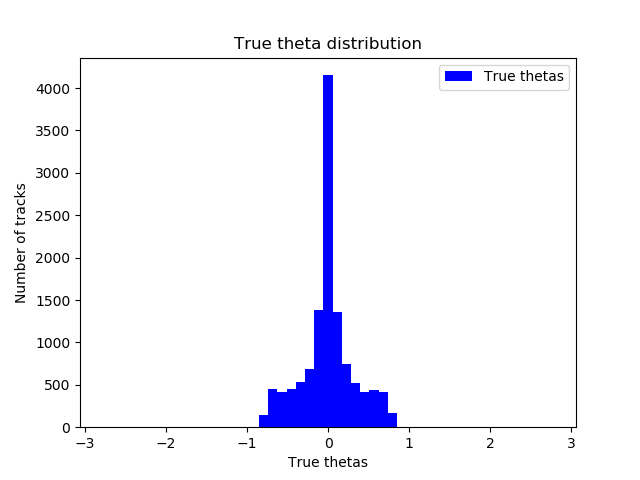 True theta distribution
True thetas
4000
3500
3000
2500
2000
1500
1000
500
0
Number of tracks
−3 −2 −1 0 1 2 3
True thetas